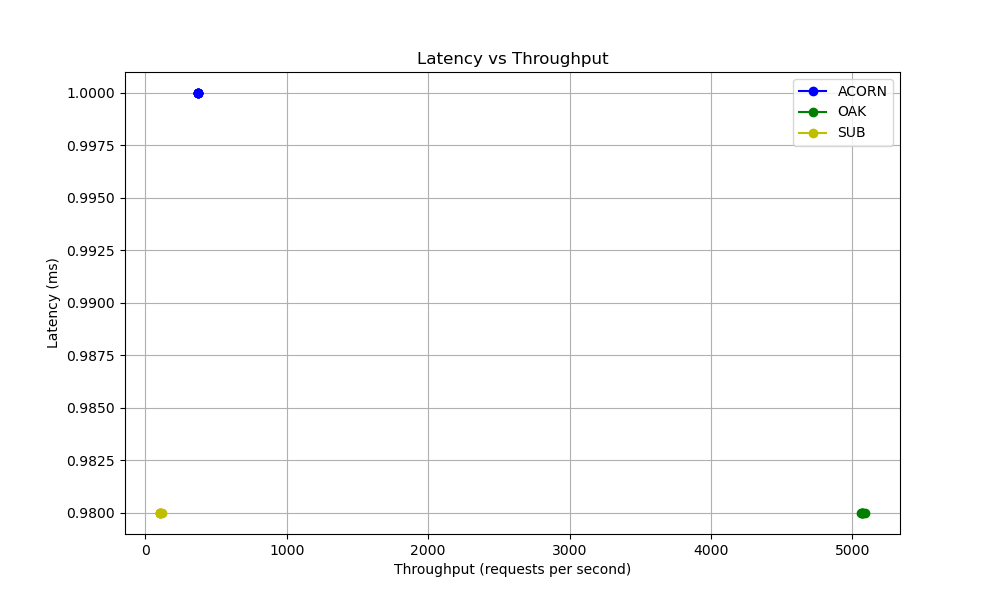 Latency vs Throughput
ACORN
OAK
SUB
Latency (ms)
1.0000
0.9975
0.9950
0.9925
0.9900
0.9875
0.9850
0.9825
0.9800
0 1000 2000 3000 4000 5000
Throughput (requests per second)